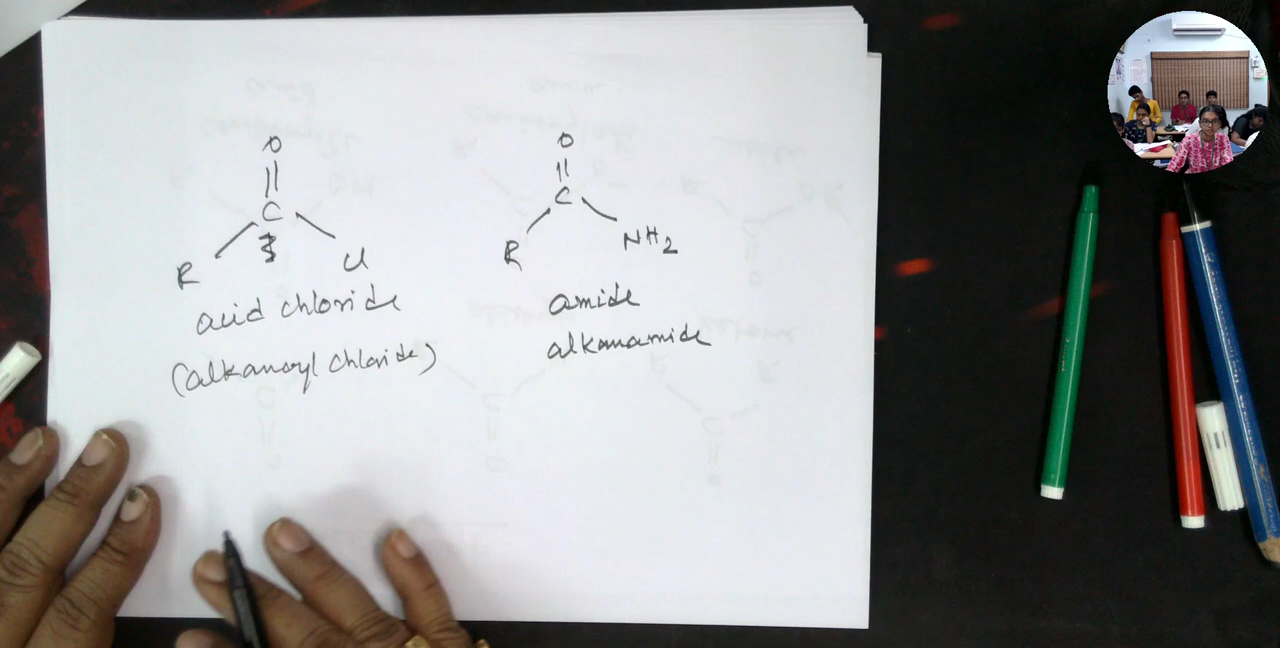 O
||
C
R
Cl
acid chloride
(alkanoyl chloride)
O
||
C
R
NH2
amide
alkanamide